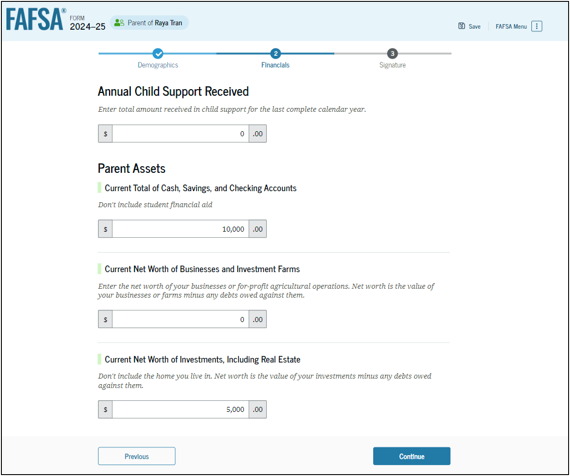 FAFSA®
FORM
2024–25
Parent of Raya Tran
Save
FAFSA Menu
2
3
Demographics
Financials
Signature
Annual Child Support Received
Enter total amount received in child support for the last complete calendar year.
$ 0 .00
Parent Assets
Current Total of Cash, Savings, and Checking Accounts
Don't include student financial aid
$ 10,000 .00
Current Net Worth of Businesses and Investment Farms
Enter the net worth of your businesses or for-profit agricultural operations. Net worth is the value of
your businesses or farms minus any debts owed against them.
$ 0 .00
Current Net Worth of Investments, Including Real Estate
Don't include the home you live in. Net worth is the value of your investments minus any debts owed
against them.
$ 5,000 .00
Previous
Continue